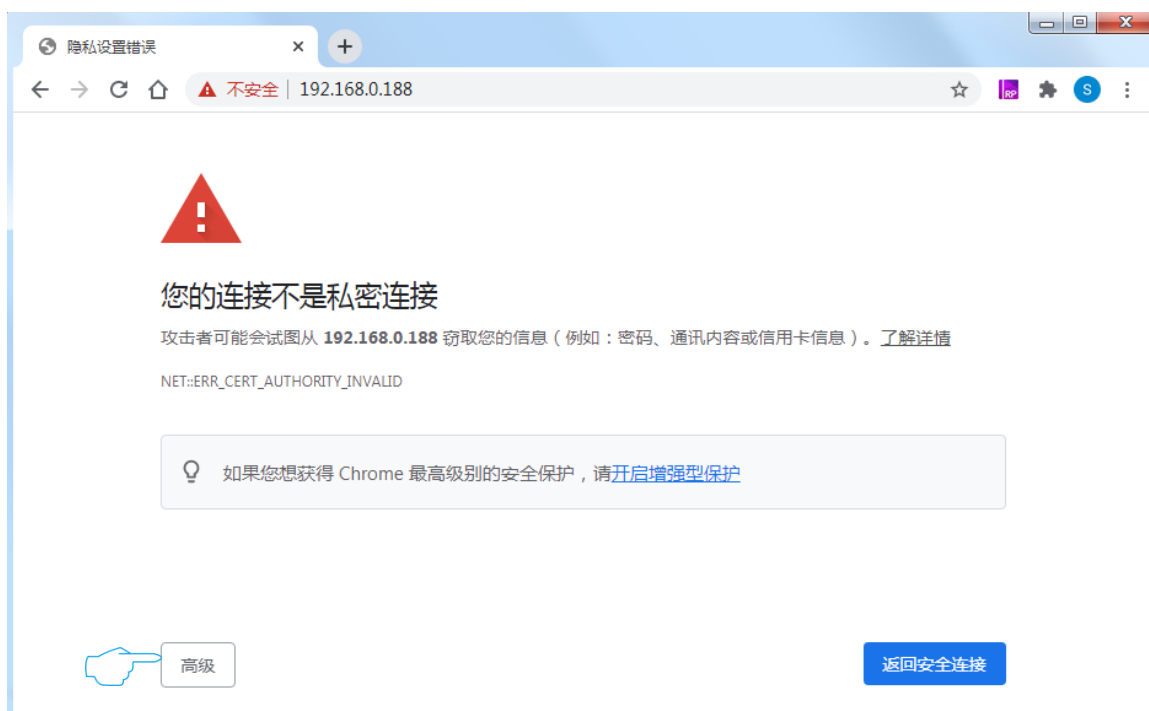 隐私设置错误
不安全 192.168.0.188
RP
S
您的连接不是私密连接
攻击者可能会试图从 192.168.0.188 窃取您的信息（例如：密码、通讯内容或信用卡信息）。了解详情
NET::ERR_CERT_AUTHORITY_INVALID
如果您想获得 Chrome 最高级别的安全保护，请开启增强型保护
高级
返回安全连接